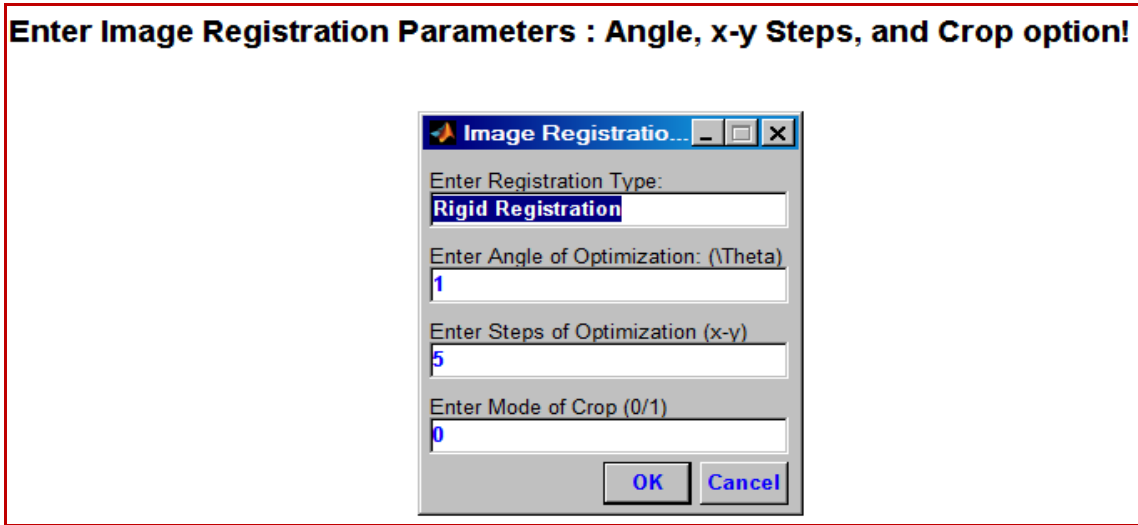 Enter Image Registration Parameters : Angle, x-y Steps, and Crop option!
Image Registratio...
Enter Registration Type:
Rigid Registration
Enter Angle of Optimization: (\Theta)
1
Enter Steps of Optimization (x-y)
5
Enter Mode of Crop (0/1)
0
OK Cancel